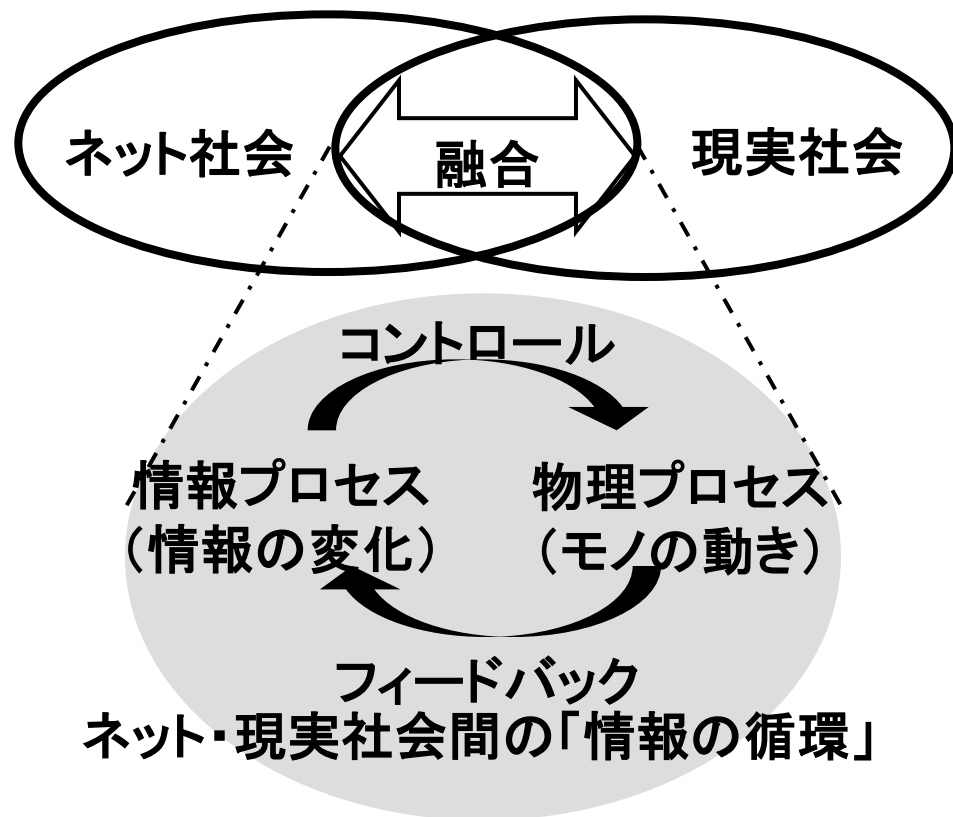 ネット社会
融合
現実社会
コントロール
情報プロセス
(情報の変化)
物理プロセス
(モノの動き)
フィードバック
ネット・現実社会間の「情報の循環」